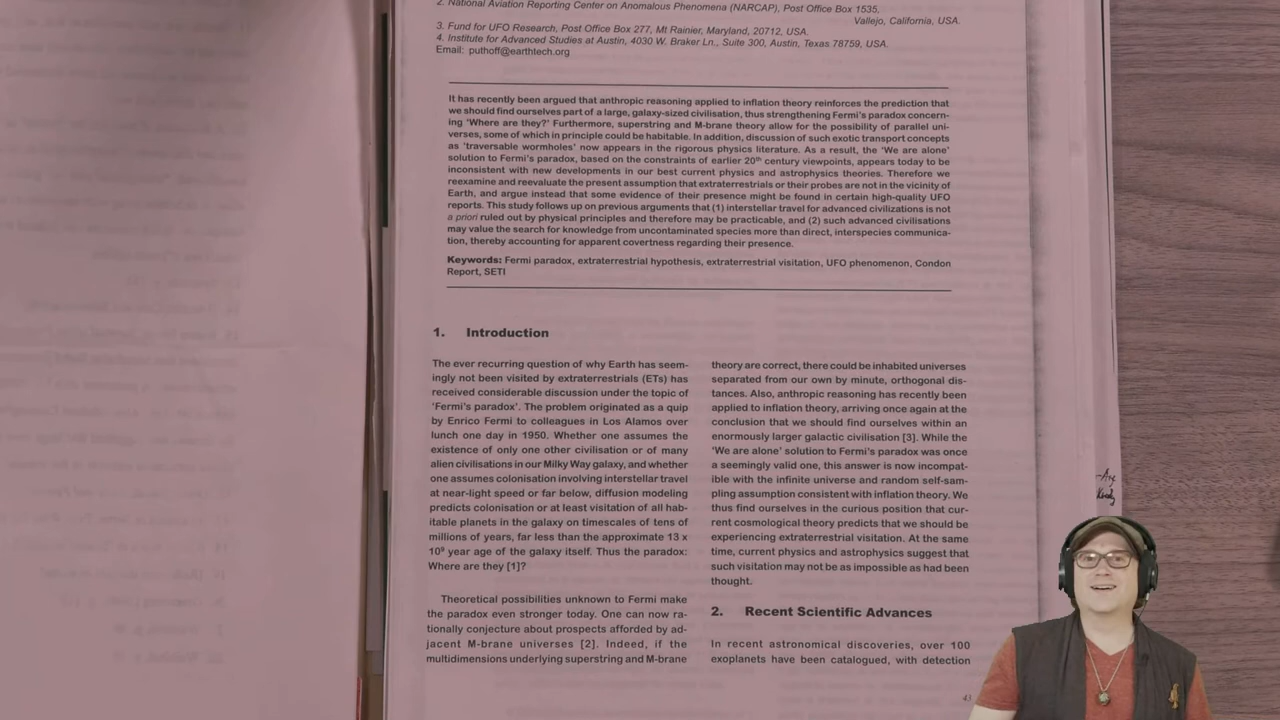 2. National Aviation Reporting Center on Anomalous Phenomena (NARCAP), Post Office Box 1535,
Vallejo, California, USA.
3. Fund for UFO Research, Post Office Box 277, Mt Rainier, Maryland, 20712, USA.
4. Institute for Advanced Studies at Austin, 4030 W. Braker Ln., Suite 300, Austin, Texas 78759, USA.
Email: puthoff@earthtech.org
It has recently been argued that anthropic reasoning applied to inflation theory reinforces the prediction that
we should find ourselves part of a large, galaxy-sized civilisation, thus strengthening Fermi's paradox concern-
ing 'Where are they?' Furthermore, superstring and M-brane theory allow for the possibility of parallel uni-
verses, some of which in principle could be habitable. In addition, discussion of such exotic transport concepts
as 'traversable wormholes' now appears in the rigorous physics literature. As a result, the 'We are alone'
solution to Fermi's paradox, based on the constraints of earlier 20th century viewpoints, appears today to be
inconsistent with new developments in our best current physics and astrophysics theories. Therefore we
reexamine and reevaluate the present assumption that extraterrestrials or their probes are not in the vicinity of
Earth, and argue instead that some evidence of their presence might be found in certain high-quality UFO
reports. This study follows up on previous arguments that (1) interstellar travel for advanced civilizations is not
a priori ruled out by physical principles and therefore may be practicable, and (2) such advanced civilisations
may value the search for knowledge from uncontaminated species more than direct, interspecies communica-
tion, thereby accounting for apparent covertness regarding their presence.
Keywords: Fermi paradox, extraterrestrial hypothesis, extraterrestrial visitation, UFO phenomenon, Condon
Report, SETI
1. Introduction
The ever recurring question of why Earth has seem-
ingly not been visited by extraterrestrials (ETs) has
received considerable discussion under the topic of
'Fermi's paradox'. The problem originated as a quip
by Enrico Fermi to colleagues in Los Alamos over
lunch one day in 1950. Whether one assumes the
existence of only one other civilisation or of many
alien civilisations in our Milky Way galaxy, and whether
one assumes colonisation involving interstellar travel
at near-light speed or far below, diffusion modeling
predicts colonisation or at least visitation of all hab-
itable planets in the galaxy on timescales of tens of
millions of years, far less than the approximate 13 x
10⁹ year age of the galaxy itself. Thus the paradox:
Where are they [1]?
Theoretical possibilities unknown to Fermi make
the paradox even stronger today. One can now ra-
tionally conjecture about prospects afforded by ad-
jacent M-brane universes [2]. Indeed, if the
multidimensions underlying superstring and M-brane
theory are correct, there could be inhabited universes
separated from our own by minute, orthogonal dis-
tances. Also, anthropic reasoning has recently been
applied to inflation theory, arriving once again at the
conclusion that we should find ourselves within an
enormously larger galactic civilisation [3]. While the
'We are alone' solution to Fermi's paradox was once
a seemingly valid one, this answer is now incompat-
ible with the infinite universe and random self-sam-
pling assumption consistent with inflation theory. We
thus find ourselves in the curious position that cur-
rent cosmological theory predicts that we should be
experiencing extraterrestrial visitation. At the same
time, current physics and astrophysics suggest that
such visitation may not be as impossible as had been
thought.
2. Recent Scientific Advances
In recent astronomical discoveries, over 100
exoplanets have been catalogued, with detection
43